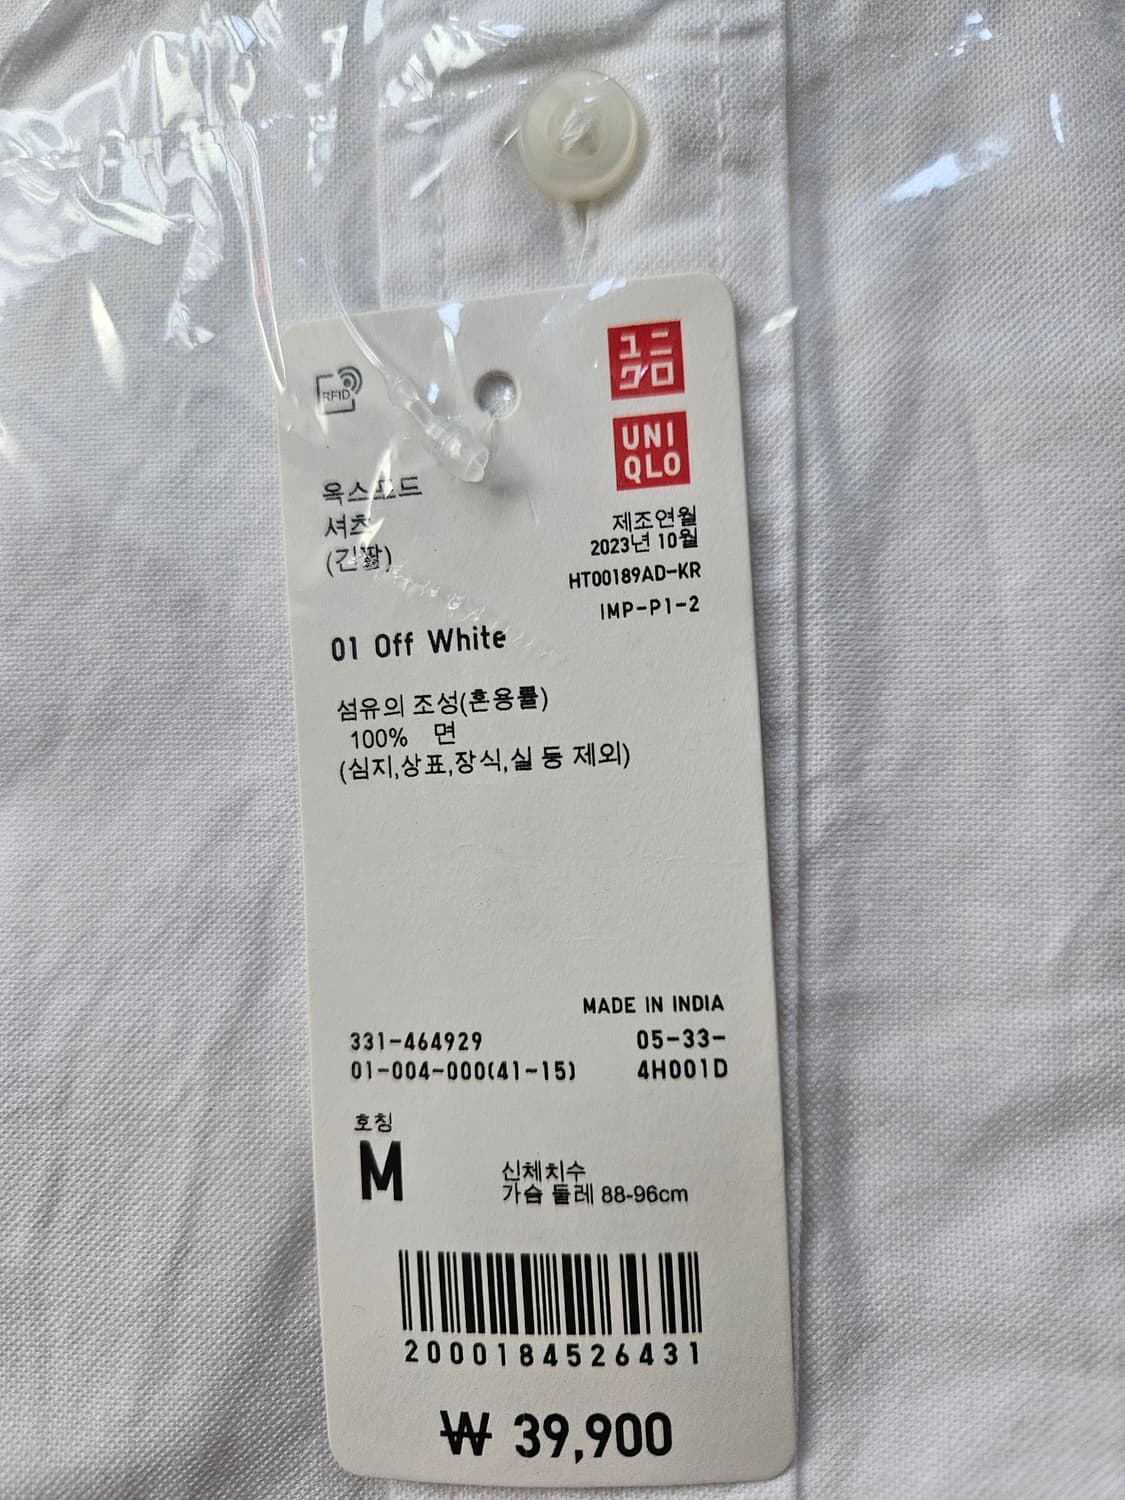 RFID
ユニ
クロ
UNI
QLO
옥스포드
셔츠
(긴팔)
제조연월
2023년 10월
HT00189AD-KR
IMP-P1-2
01 Off White
섬유의 조성(혼용률)
100% 면
(심지,상표,장식,실 등 제외)
MADE IN INDIA
331-464929
05-33-
01-004-000(41-15)
4H001D
호칭
M
신체치수
가슴 둘레 88-96cm
2000184526431
₩ 39,900